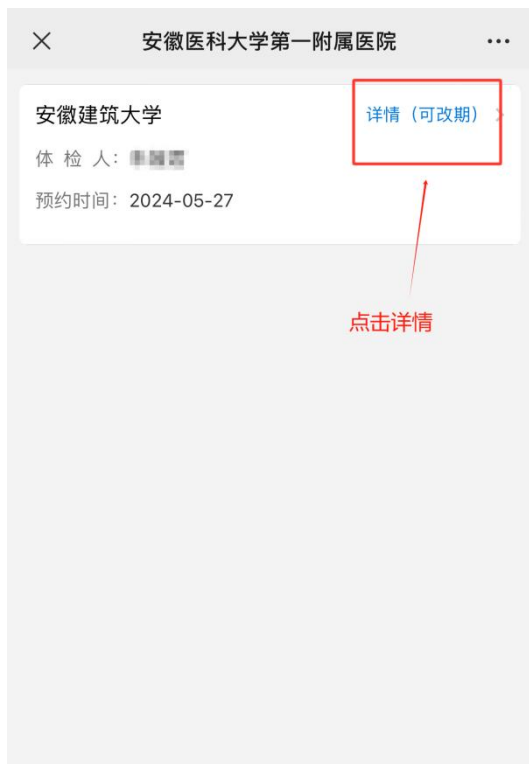 安徽医科大学第一附属医院
安徽建筑大学 详情（可改期）
体 检 人：
预约时间：2024-05-27
点击详情